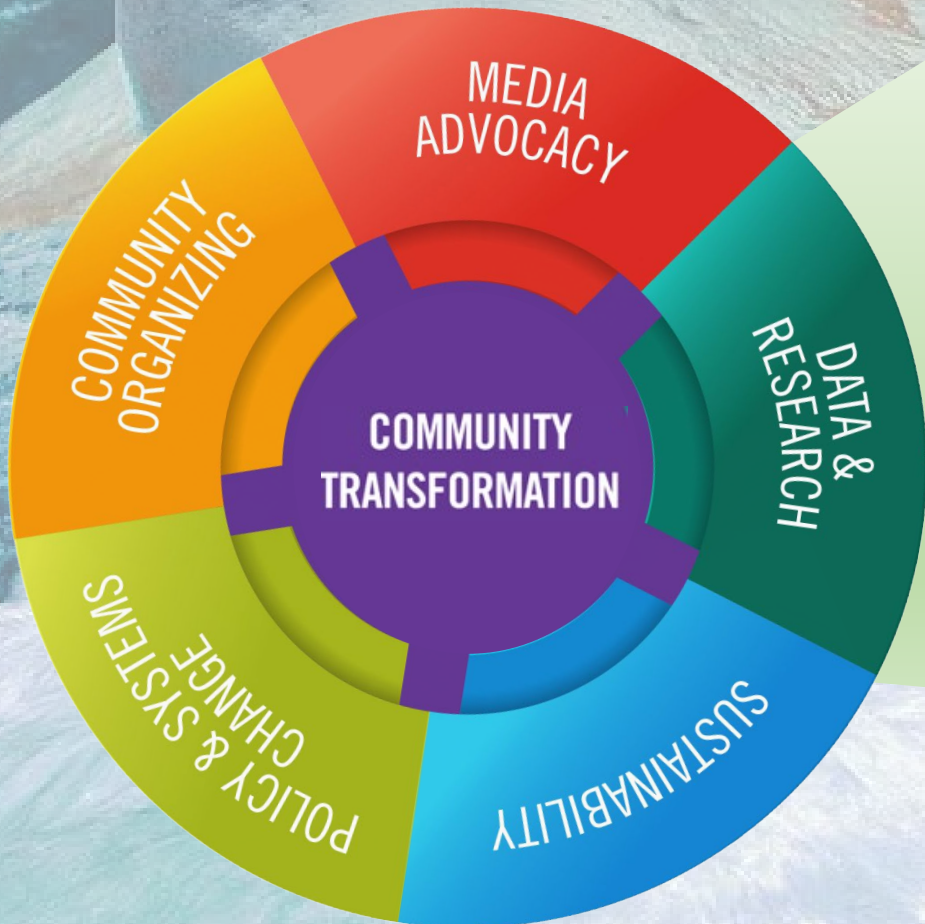 MEDIA
ADVOCACY
DATA &
RESEARCH
SUSTAINABILITY
POLICY & SYSTEMS
CHANGE
COMMUNITY
ORGANIZING
COMMUNITY
TRANSFORMATION